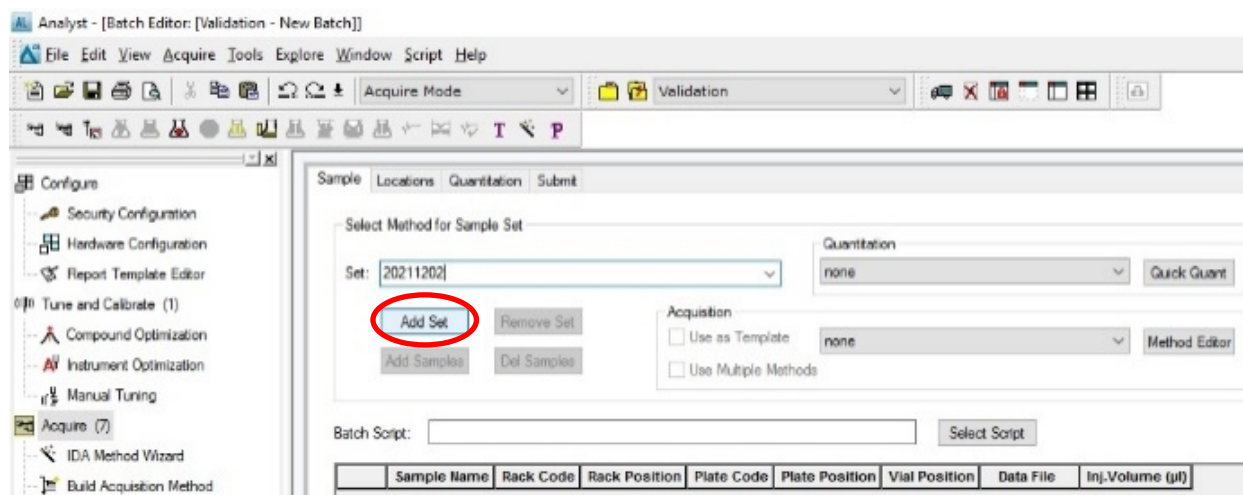 Analyst - [Batch Editor: [Validation - New Batch]]
File Edit View Acquire Tools Explore Window Script Help
Acquire Mode Validation
T P
Configure
Security Configuration
Hardware Configuration
Report Template Editor
Tune and Calibrate (1)
Compound Optimization
Instrument Optimization
Manual Tuning
Acquire (7)
IDA Method Wizard
Build Acquisition Method
Sample Locations Quantitation Submit
Select Method for Sample Set
Set: 20211202
Add Set Remove Set
Add Samples Del Samples
Quantitation
none Quick Quant
Acquisition
Use as Template none Method Editor
Use Multiple Methods
Batch Script: Select Script
Sample Name Rack Code Rack Position Plate Code Plate Position Vial Position Data File Inj.Volume (µl)